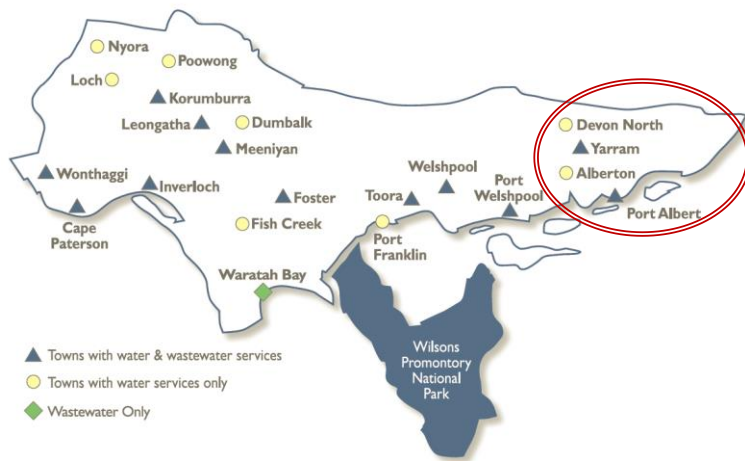 Nyora
Poowong
Loch
Korumburra
Leongatha
Dumbalk
Meeniyan
Devon North
Yarram
Alberton
Port Albert
Wonthaggi
Inverloch
Cape
Paterson
Foster
Fish Creek
Toora
Welshpool
Port
Welshpool
Port
Franklin
Waratah Bay
Wilsons
Promontory
National
Park
Towns with water & wastewater services
Towns with water services only
Wastewater Only